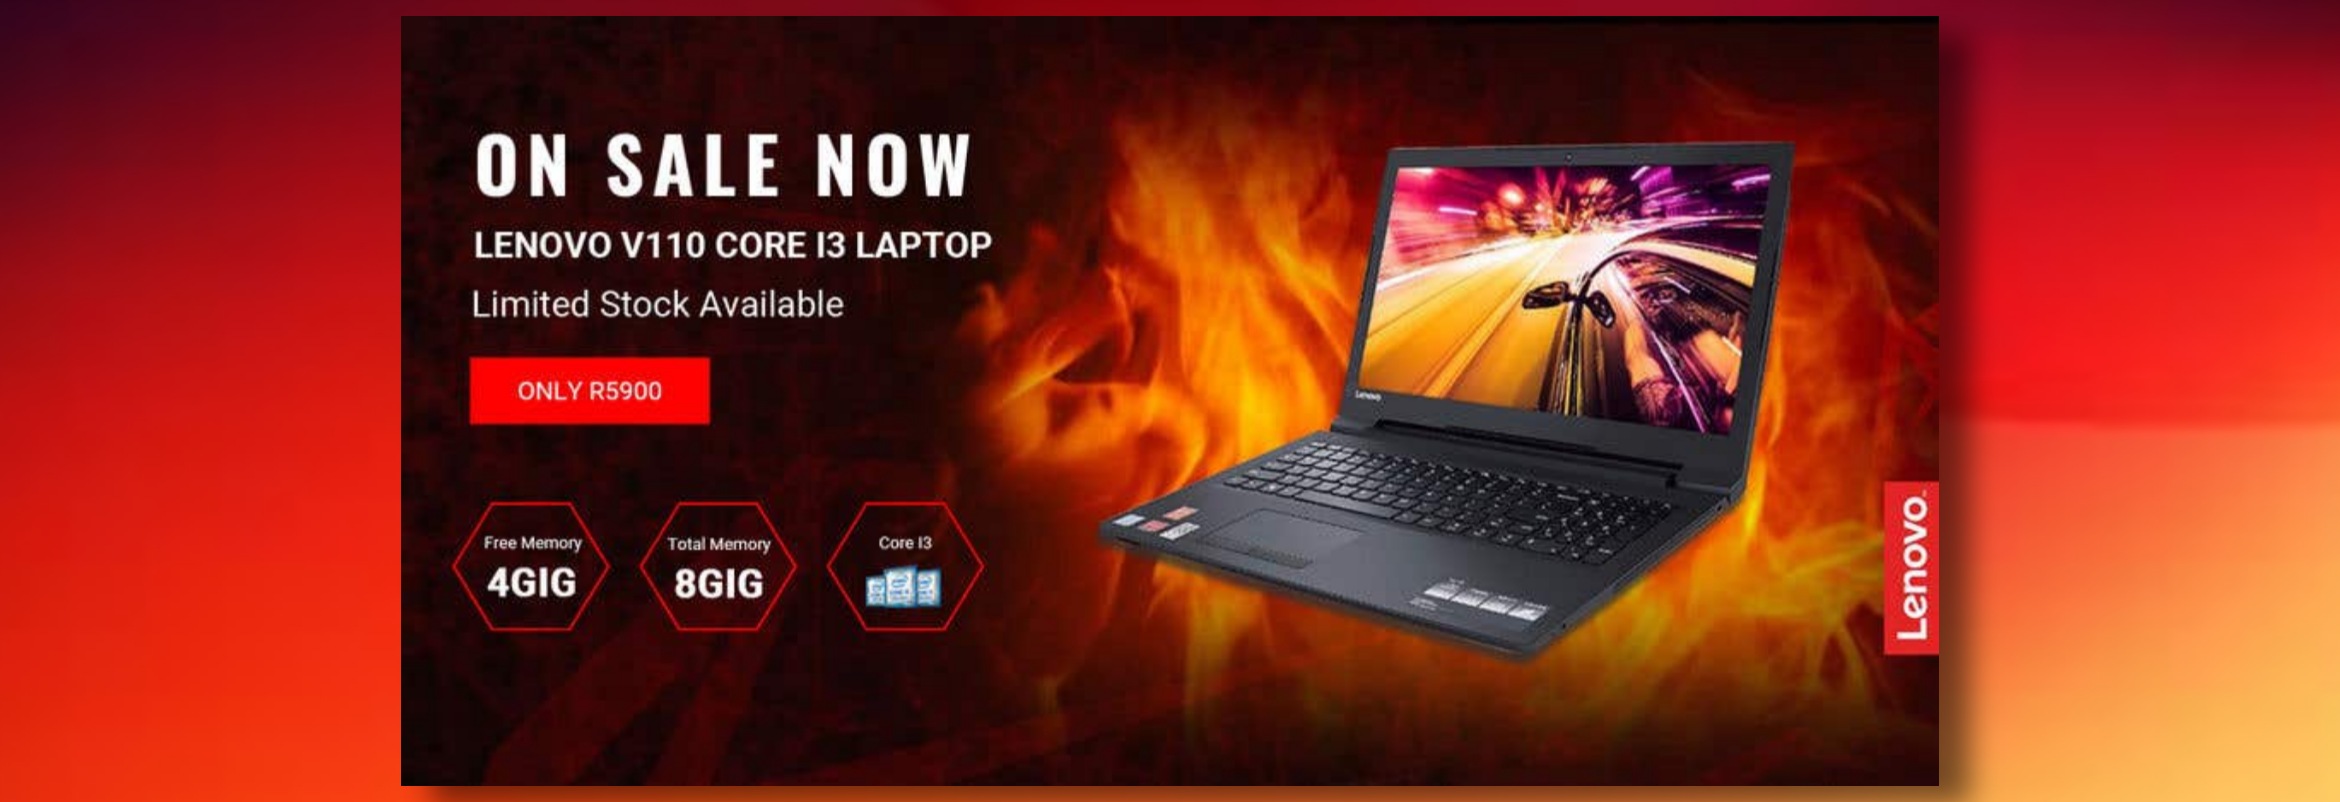 ON SALE NOW
LENOVO V110 CORE I3 LAPTOP
Limited Stock Available
ONLY R5900
Free Memory
4GIG
Total Memory
8GIG
Core I3
Lenovo
Lenovo